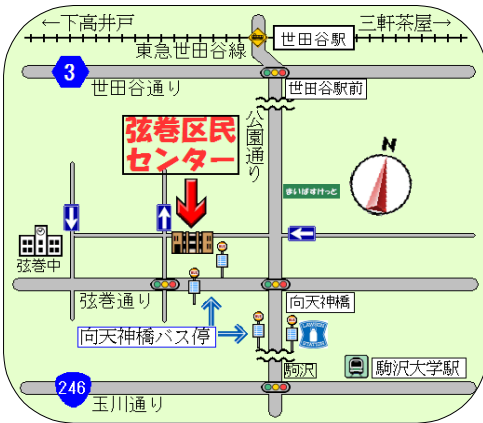 ←下高井戸
三軒茶屋→
東急世田谷線
世田谷駅
3
世田谷通り
世田谷駅前
公園通り
弦巻区民
センター
N
まいばすけっと
弦巻中
弦巻通り
向天神橋
向天神橋バス停
LAWSON
駒沢
駒沢大学駅
246
玉川通り